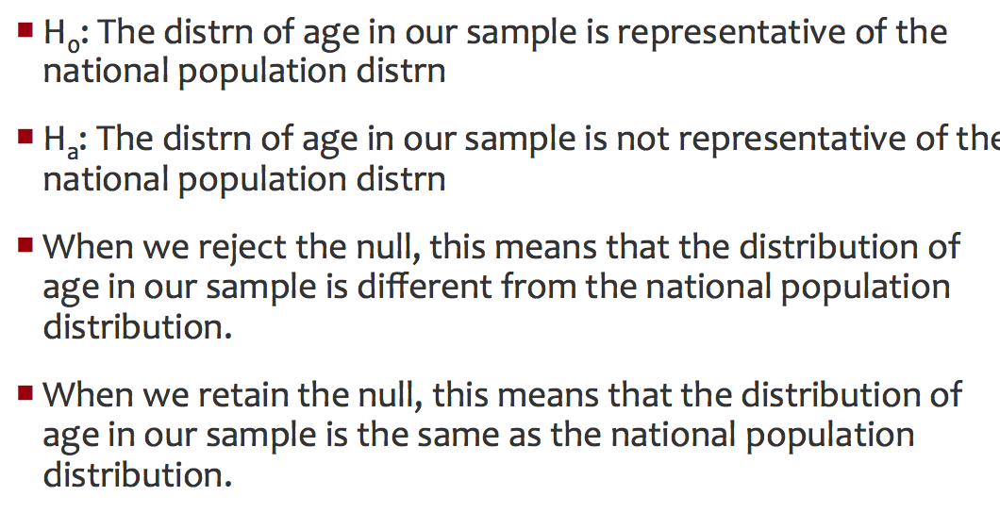 ■ Hₒ: The distrn of age in our sample is representative of the
national population distrn
■ Hₐ: The distrn of age in our sample is not representative of the
national population distrn
■ When we reject the null, this means that the distribution of
age in our sample is different from the national population
distribution.
■ When we retain the null, this means that the distribution of
age in our sample is the same as the national population
distribution.